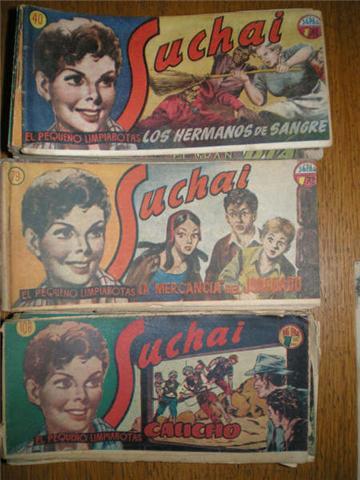 40
Suchai
EL PEQUEÑO LIMPIABOTAS
LOS HERMANOS DE SANGRE
79
Suchai
EL PEQUEÑO LIMPIABOTAS
LA MERCANCIA DEL
108
Suchai
EL PEQUEÑO LIMPIABOTAS
CAUCHO